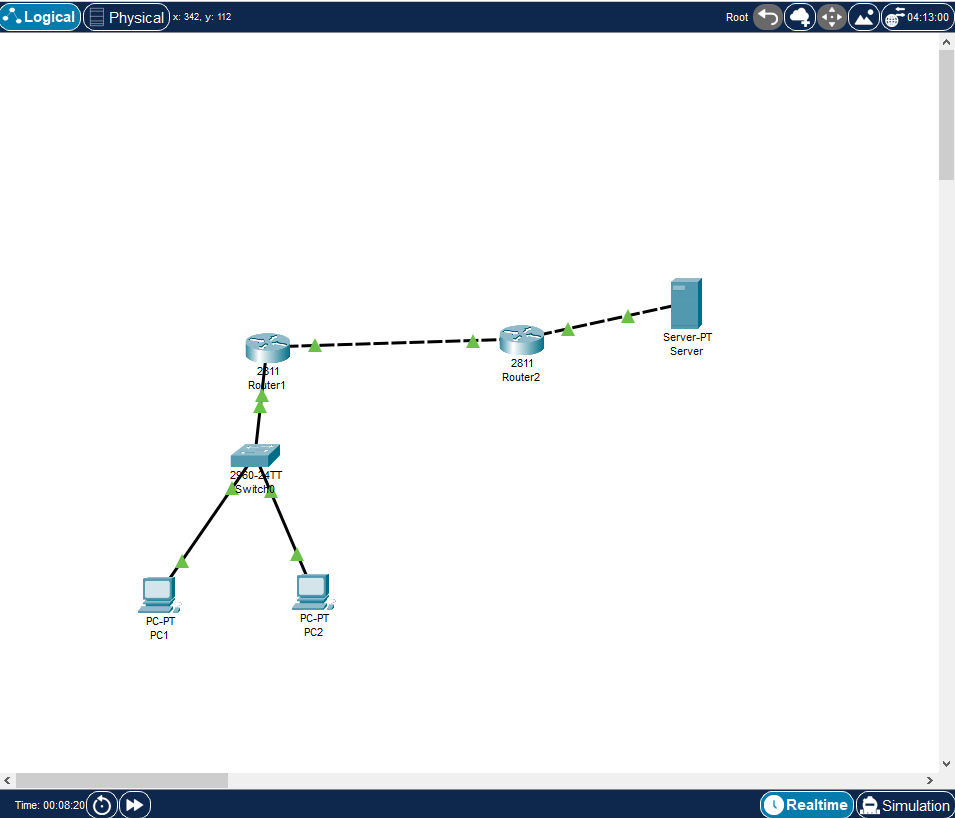 Logical Physical x: 342, y: 112 Root 04:13:00
Server-PT
Server
2811
Router2
2811
Router1
2960-24TT
Switch0
PC-PT
PC1
PC-PT
PC2
Time: 00:08:20 Realtime Simulation